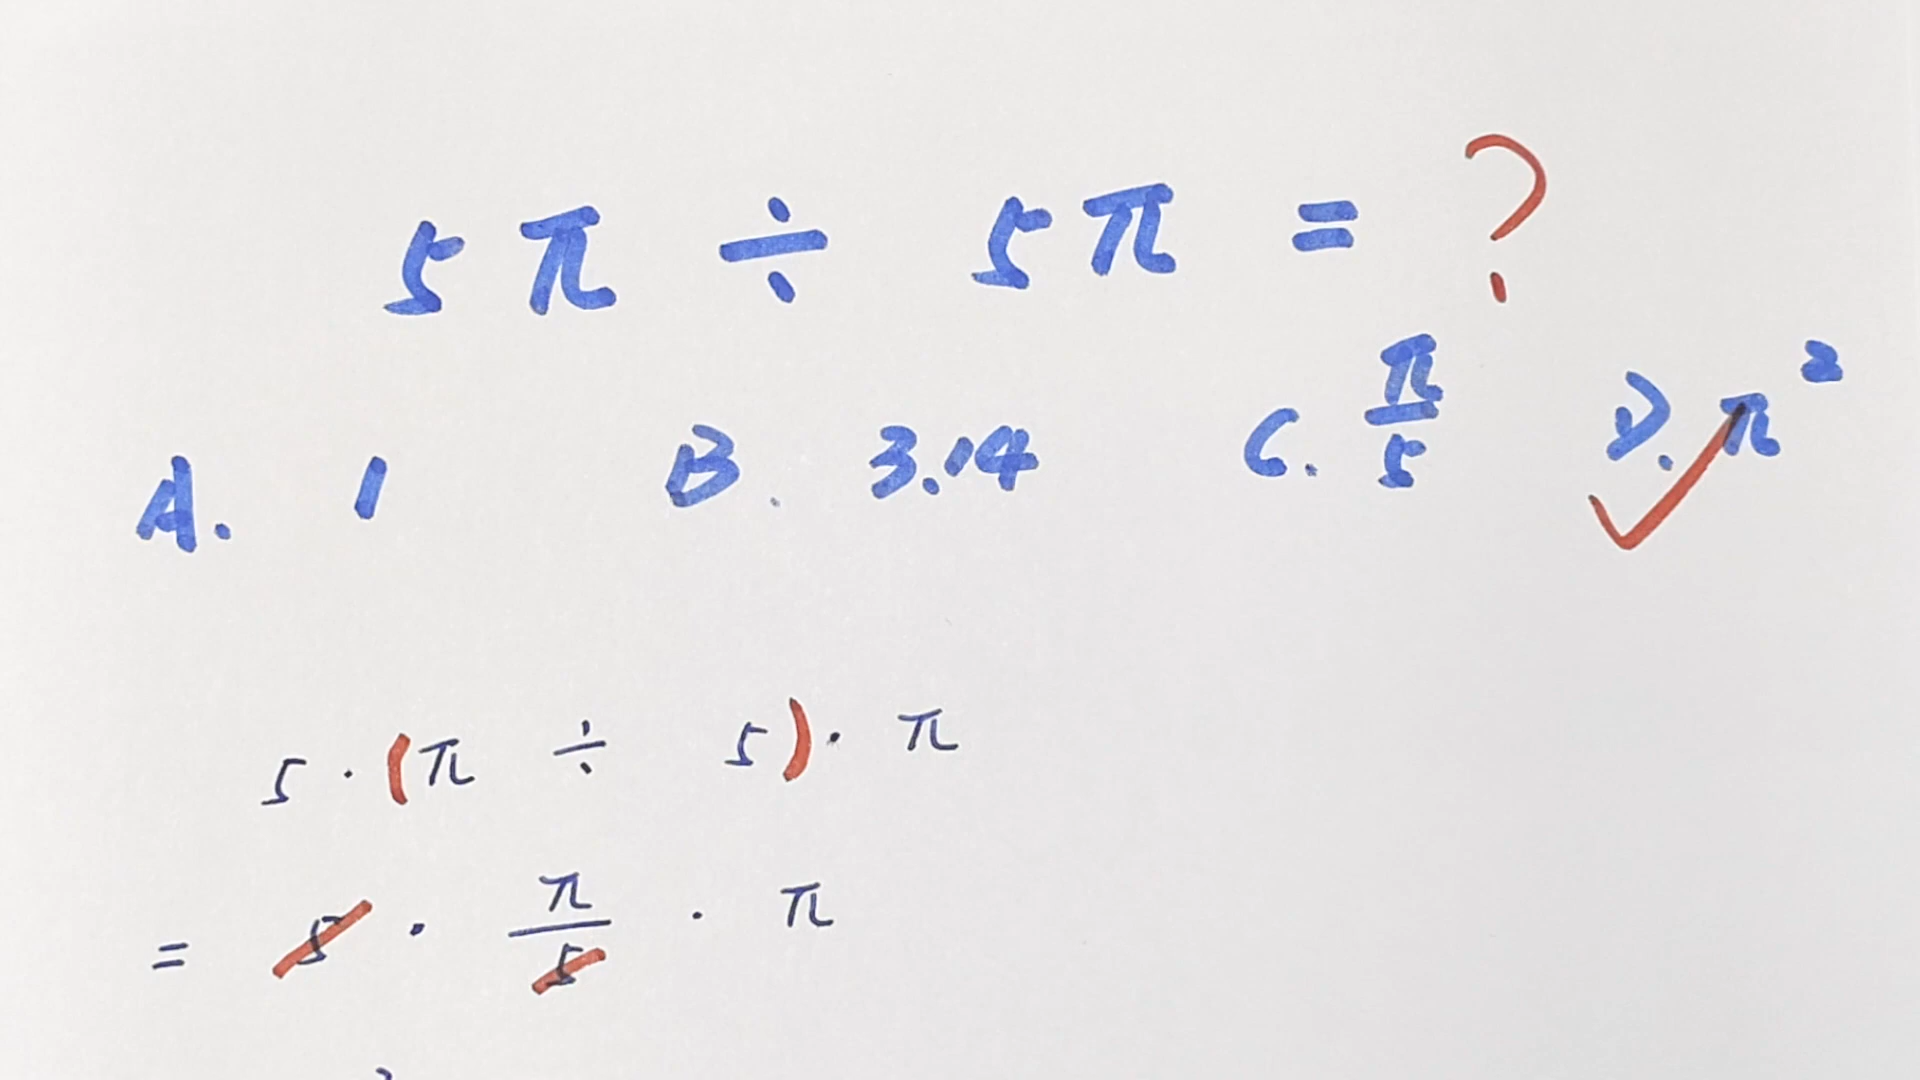 5π ÷ 5π = ?
A. 1 B. 3.14 C. π/5 D. π²
5 · (π ÷ 5) · π
= 5 · π/5 · π